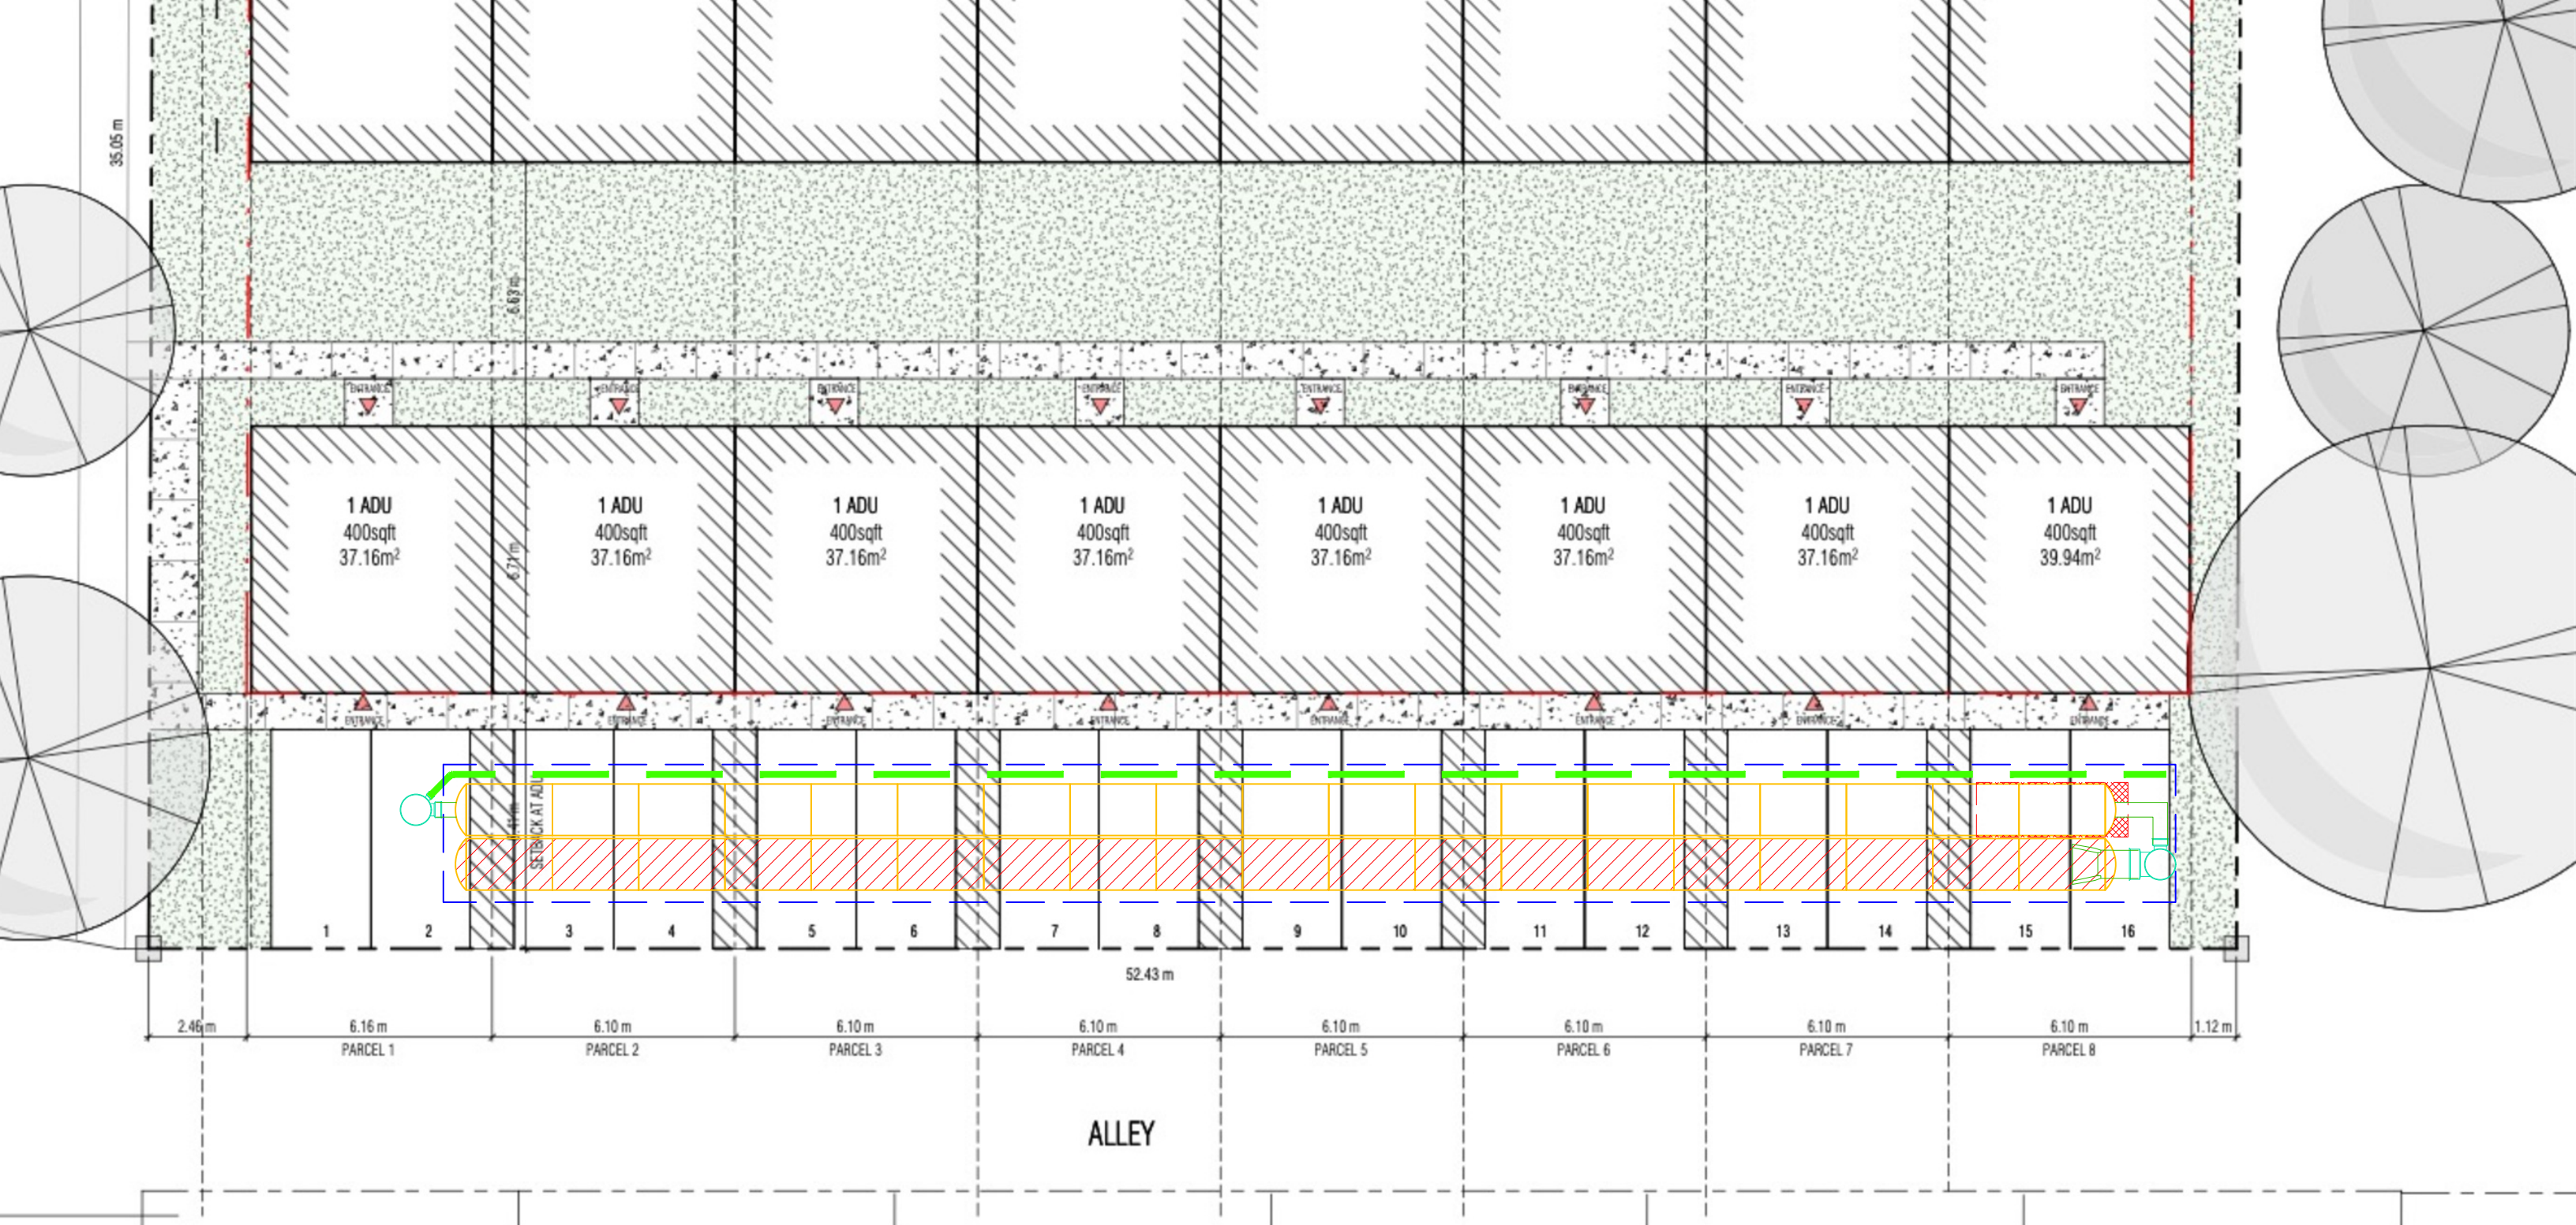 35.05 m
6.63 m
ENTRANCE ENTRANCE ENTRANCE ENTRANCE ENTRANCE ENTRANCE ENTRANCE ENTRANCE
1 ADU
400sqft
37.16m²
1 ADU
400sqft
37.16m²
1 ADU
400sqft
37.16m²
1 ADU
400sqft
37.16m²
1 ADU
400sqft
37.16m²
1 ADU
400sqft
37.16m²
1 ADU
400sqft
37.16m²
1 ADU
400sqft
39.94m²
6.71 m
ENTRANCE ENTRANCE ENTRANCE ENTRANCE ENTRANCE ENTRANCE ENTRANCE ENTRANCE
SETBACK AT ADU
1 2 3 4 5 6 7 8 9 10 11 12 13 14 15 16
52.43 m
2.46 m 6.16 m 6.10 m 6.10 m 6.10 m 6.10 m 6.10 m 6.10 m 6.10 m 1.12 m
PARCEL 1 PARCEL 2 PARCEL 3 PARCEL 4 PARCEL 5 PARCEL 6 PARCEL 7 PARCEL 8
ALLEY